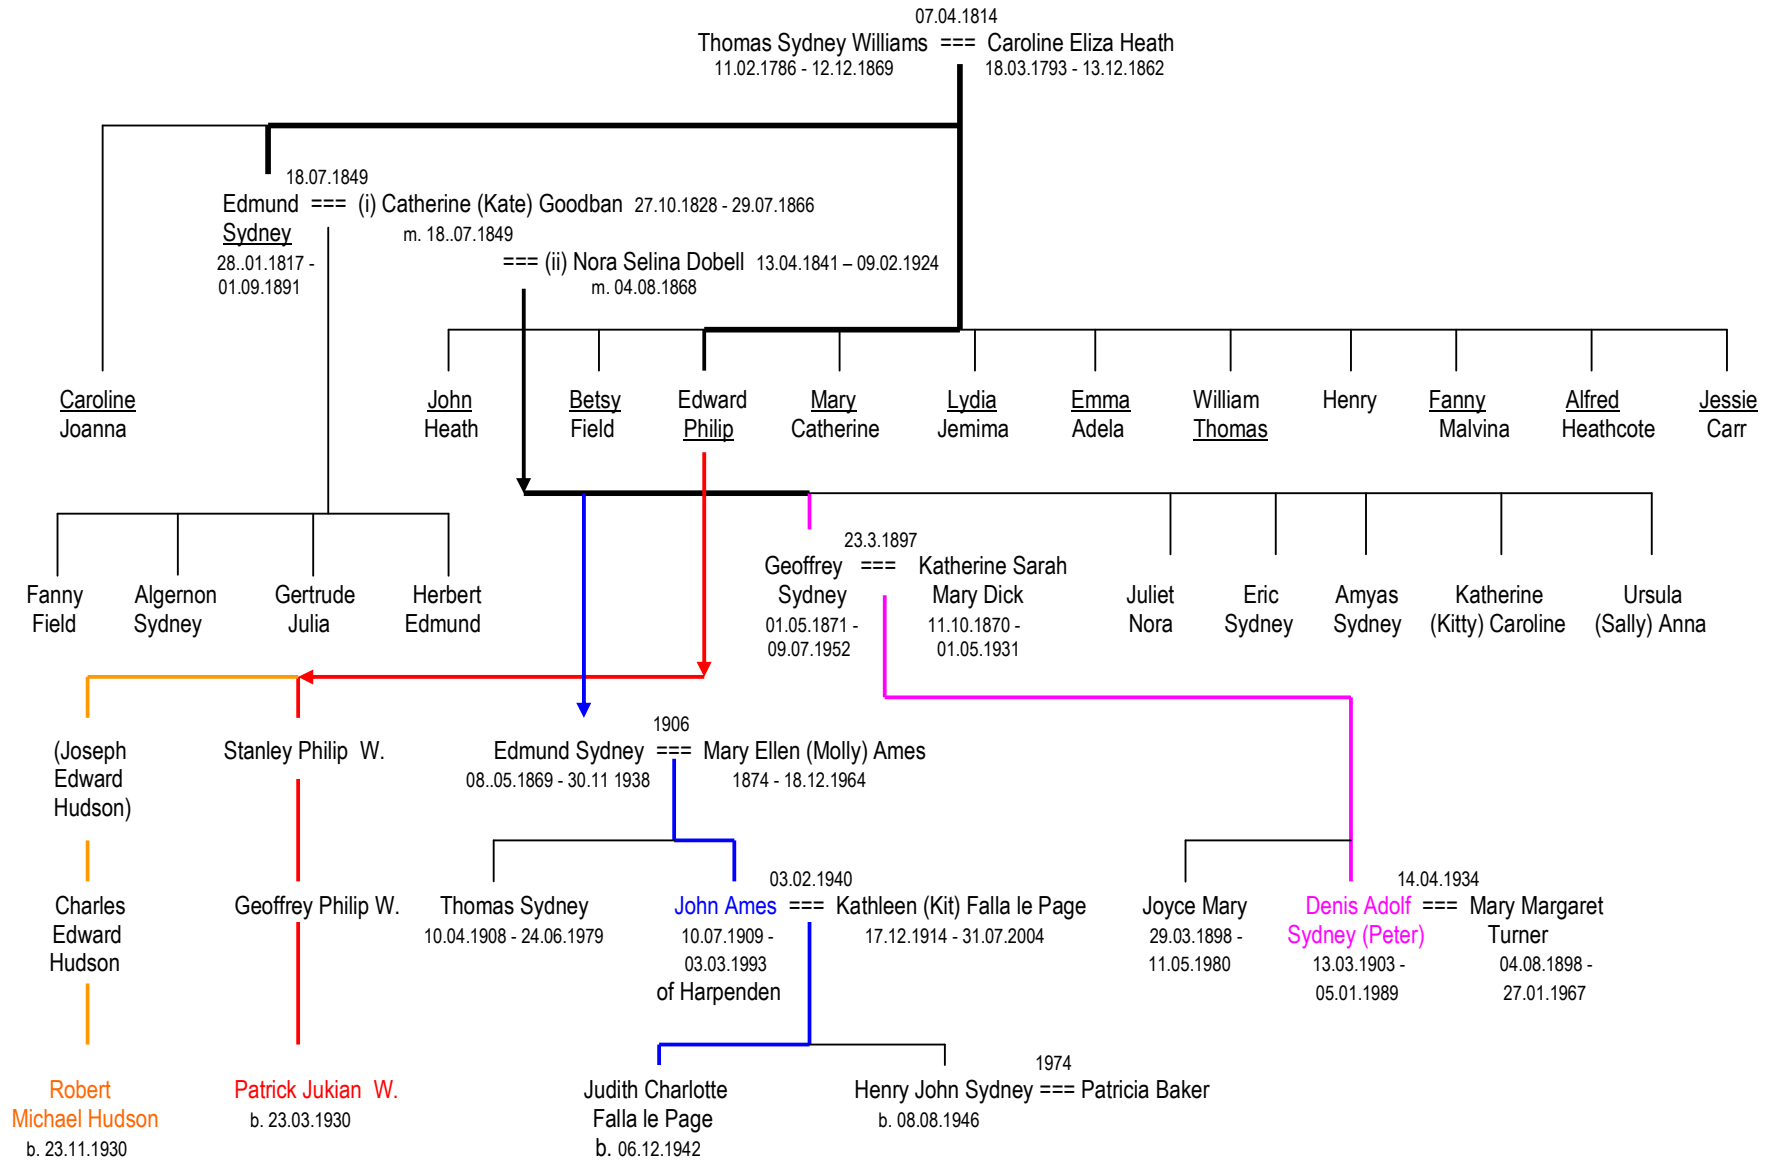 07.04.1814
Thomas Sydney Williams === Caroline Eliza Heath
11.02.1786 - 12.12.1869 18.03.1793 - 13.12.1862
18.07.1849
Edmund === (i) Catherine (Kate) Goodban 27.10.1828 - 29.07.1866
Sydney m. 18..07.1849
28..01.1817 - === (ii) Nora Selina Dobell 13.04.1841 – 09.02.1924
01.09.1891 m. 04.08.1868
Caroline John Betsy Edward Mary Lydia Emma William Henry Fanny Alfred Jessie
Joanna Heath Field Philip Catherine Jemima Adela Thomas Malvina Heathcote Carr
23.3.1897
Geoffrey === Katherine Sarah
Sydney Mary Dick
01.05.1871 - 11.10.1870 -
09.07.1952 01.05.1931
Fanny Algernon Gertrude Herbert Juliet Eric Amyas Katherine Ursula
Field Sydney Julia Edmund Nora Sydney Sydney (Kitty) Caroline (Sally) Anna
1906
(Joseph Stanley Philip W. Edmund Sydney === Mary Ellen (Molly) Ames
Edward 08..05.1869 - 30.11 1938 1874 - 18.12.1964
Hudson)
03.02.1940 14.04.1934
Charles Geoffrey Philip W. Thomas Sydney John Ames === Kathleen (Kit) Falla le Page Joyce Mary Denis Adolf === Mary Margaret
Edward 10.04.1908 - 24.06.1979 10.07.1909 - 17.12.1914 - 31.07.2004 29.03.1898 - Sydney (Peter) Turner
Hudson 03.03.1993 11.05.1980 13.03.1903 - 04.08.1898 -
of Harpenden 05.01.1989 27.01.1967
1974
Robert Patrick Jukian W. Judith Charlotte Henry John Sydney === Patricia Baker
Michael Hudson b. 23.03.1930 Falla le Page b. 08.08.1946
b. 23.11.1930 b. 06.12.1942